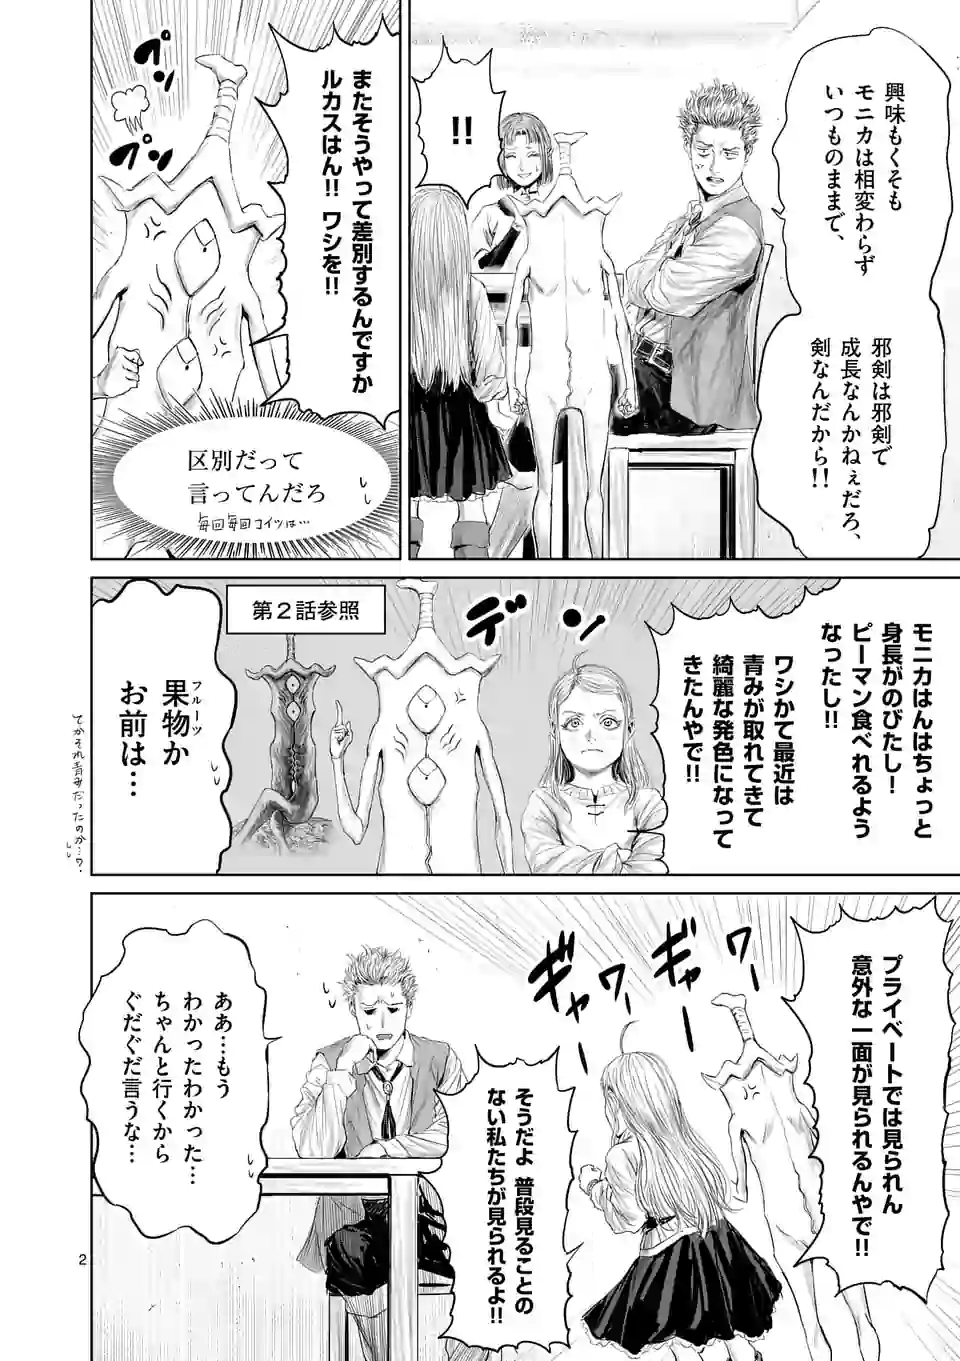 興味もくそも
モニカは相変わらず
いつものままで、
邪剣は邪剣で
成長なんかねぇだろ、
剣なんだから!!
!!
またそうやって差別するんですか
ルカスはん!! ワシを!!
プン
プン
区別だって
言ってんだろ
毎回毎回コイツは…
モニカはんはちょっと
身長がのびたし!
ピーマン食べれるよう
なったし!!
ワシかて最近は
青みが取れてきて
綺麗な発色になって
きたんやで!!
デン
第2話参照
果物か
フルーツ
お前は…
てかそれ青みだったのか…?
プライベートでは見られん
意外な一面が見られるんやで!!
ギャワー
ギャワー
そうだよ 普段見ることの
ない私たちが見られるよ!!
ああ…もう
わかったわかった…
ちゃんと行くから
ぐだぐだ言うな…
2